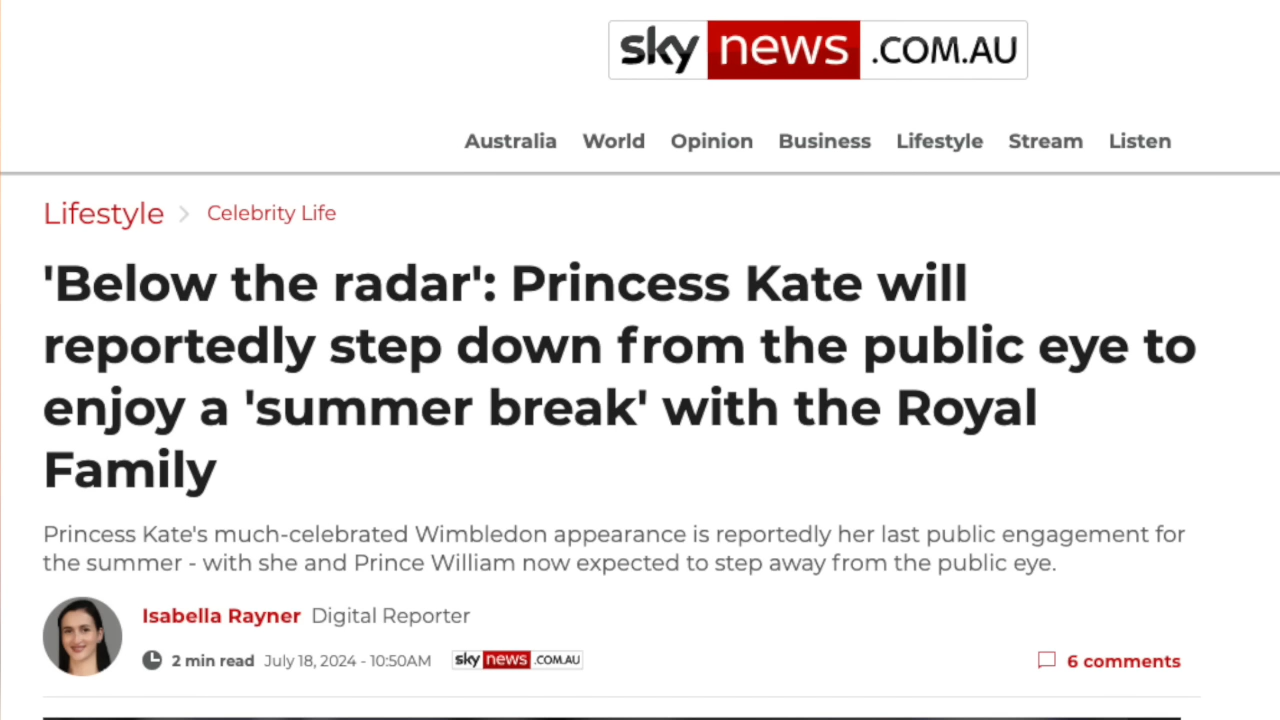 sky news .COM.AU
Australia World Opinion Business Lifestyle Stream Listen
Lifestyle > Celebrity Life
'Below the radar': Princess Kate will
reportedly step down from the public eye to
enjoy a 'summer break' with the Royal
Family
Princess Kate's much-celebrated Wimbledon appearance is reportedly her last public engagement for
the summer - with she and Prince William now expected to step away from the public eye.
Isabella Rayner Digital Reporter
2 min read July 18, 2024 - 10:50AM sky news .COM.AU
6 comments